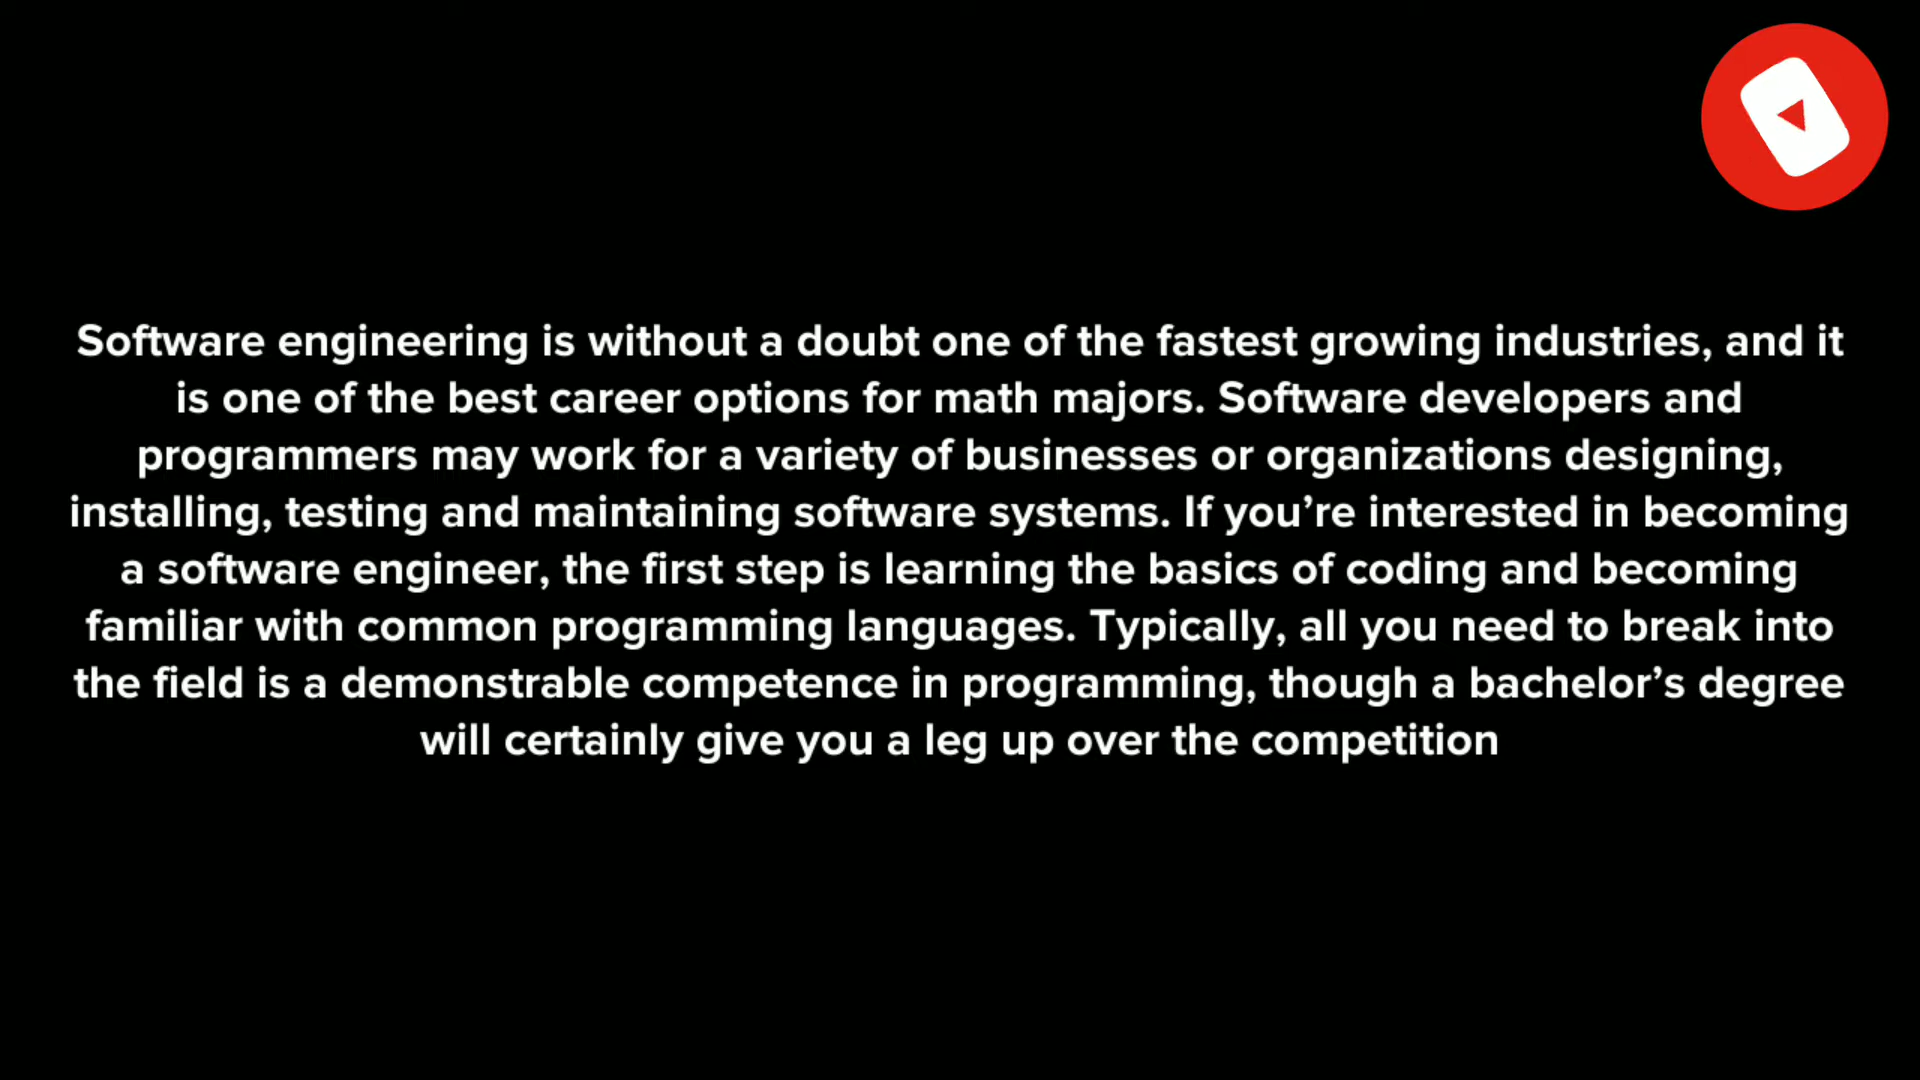 Software engineering is without a doubt one of the fastest growing industries, and it
is one of the best career options for math majors. Software developers and
programmers may work for a variety of businesses or organizations designing,
installing, testing and maintaining software systems. If you’re interested in becoming
a software engineer, the first step is learning the basics of coding and becoming
familiar with common programming languages. Typically, all you need to break into
the field is a demonstrable competence in programming, though a bachelor’s degree
will certainly give you a leg up over the competition